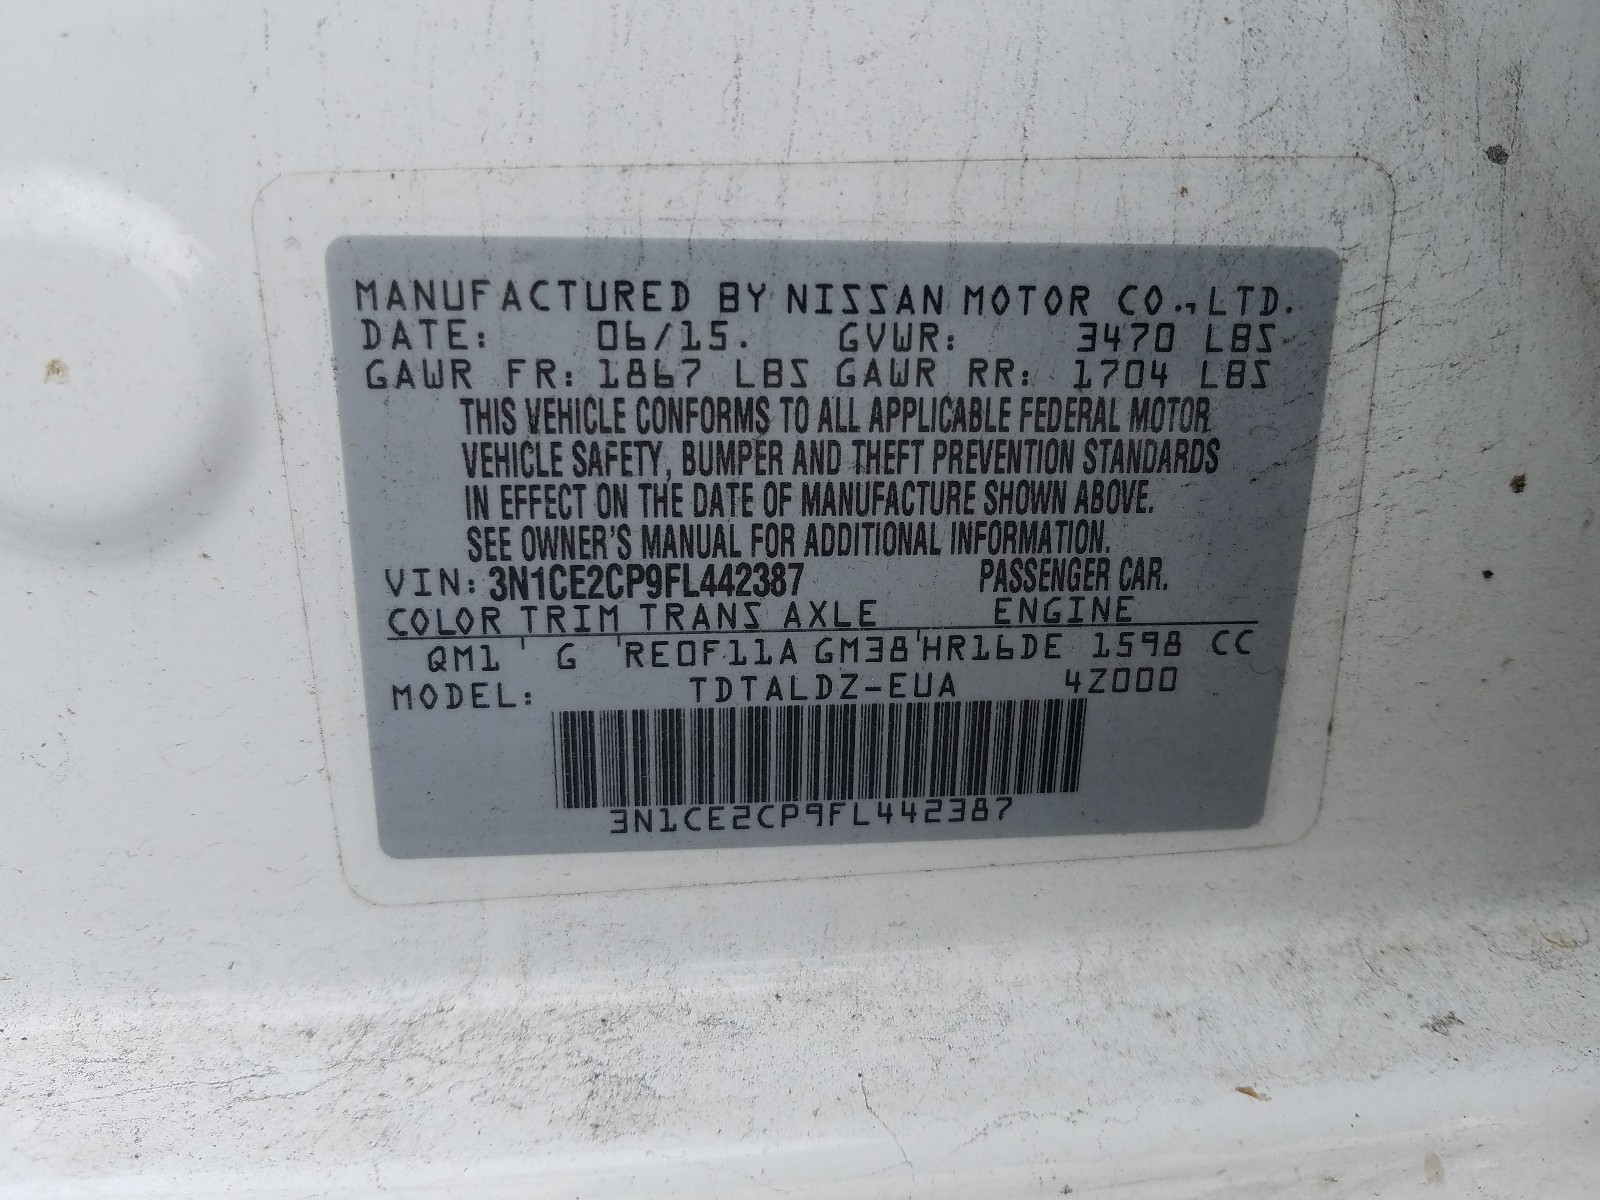 MANUFACTURED BY NISSAN MOTOR CO., LTD.
DATE: 06/15. GVWR: 3470 LBS
GAWR FR: 1867 LBS GAWR RR: 1704 LBS
THIS VEHICLE CONFORMS TO ALL APPLICABLE FEDERAL MOTOR
VEHICLE SAFETY, BUMPER AND THEFT PREVENTION STANDARDS
IN EFFECT ON THE DATE OF MANUFACTURE SHOWN ABOVE.
SEE OWNER'S MANUAL FOR ADDITIONAL INFORMATION.
VIN: 3N1CE2CP9FL442387 PASSENGER CAR.
COLOR TRIM TRANS AXLE ENGINE
QM1 ' G ' RE0F11A GM38 ' HR16DE 1598 CC
MODEL: TDTALDZ-EUA 4Z000
3N1CE2CP9FL442387